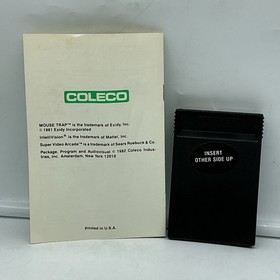 COLECO
MOUSE TRAP™ is the trademark of Exidy, Inc.
© 1981 Exidy Incorporated
Intellivision® is the trademark of Mattel, Inc.
Super Video Arcade™ is a trademark of Sears Roebuck & Co.
Package, Program and Audiovisual © 1982 Coleco Indus-
tries, Inc. Amsterdam, New York 12010
Printed in U.S.A.
INSERT
OTHER SIDE UP